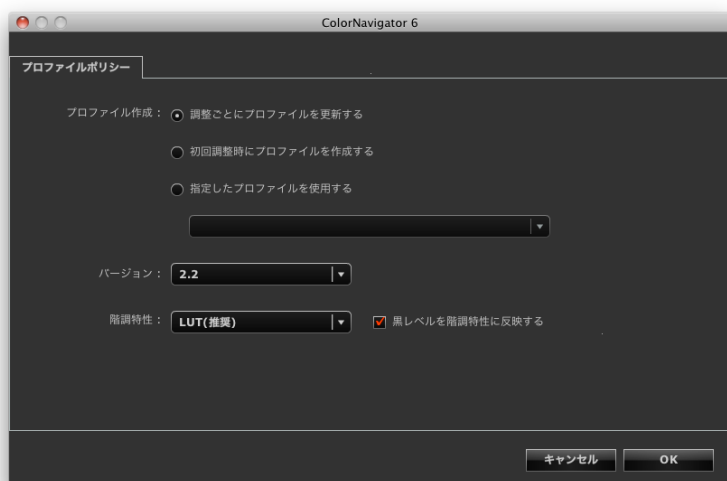 ColorNavigator 6
プロファイルポリシー
プロファイル作成： 調整ごとにプロファイルを更新する
初回調整時にプロファイルを作成する
指定したプロファイルを使用する
バージョン： 2.2
階調特性： LUT(推奨) 黒レベルを階調特性に反映する
キャンセル OK